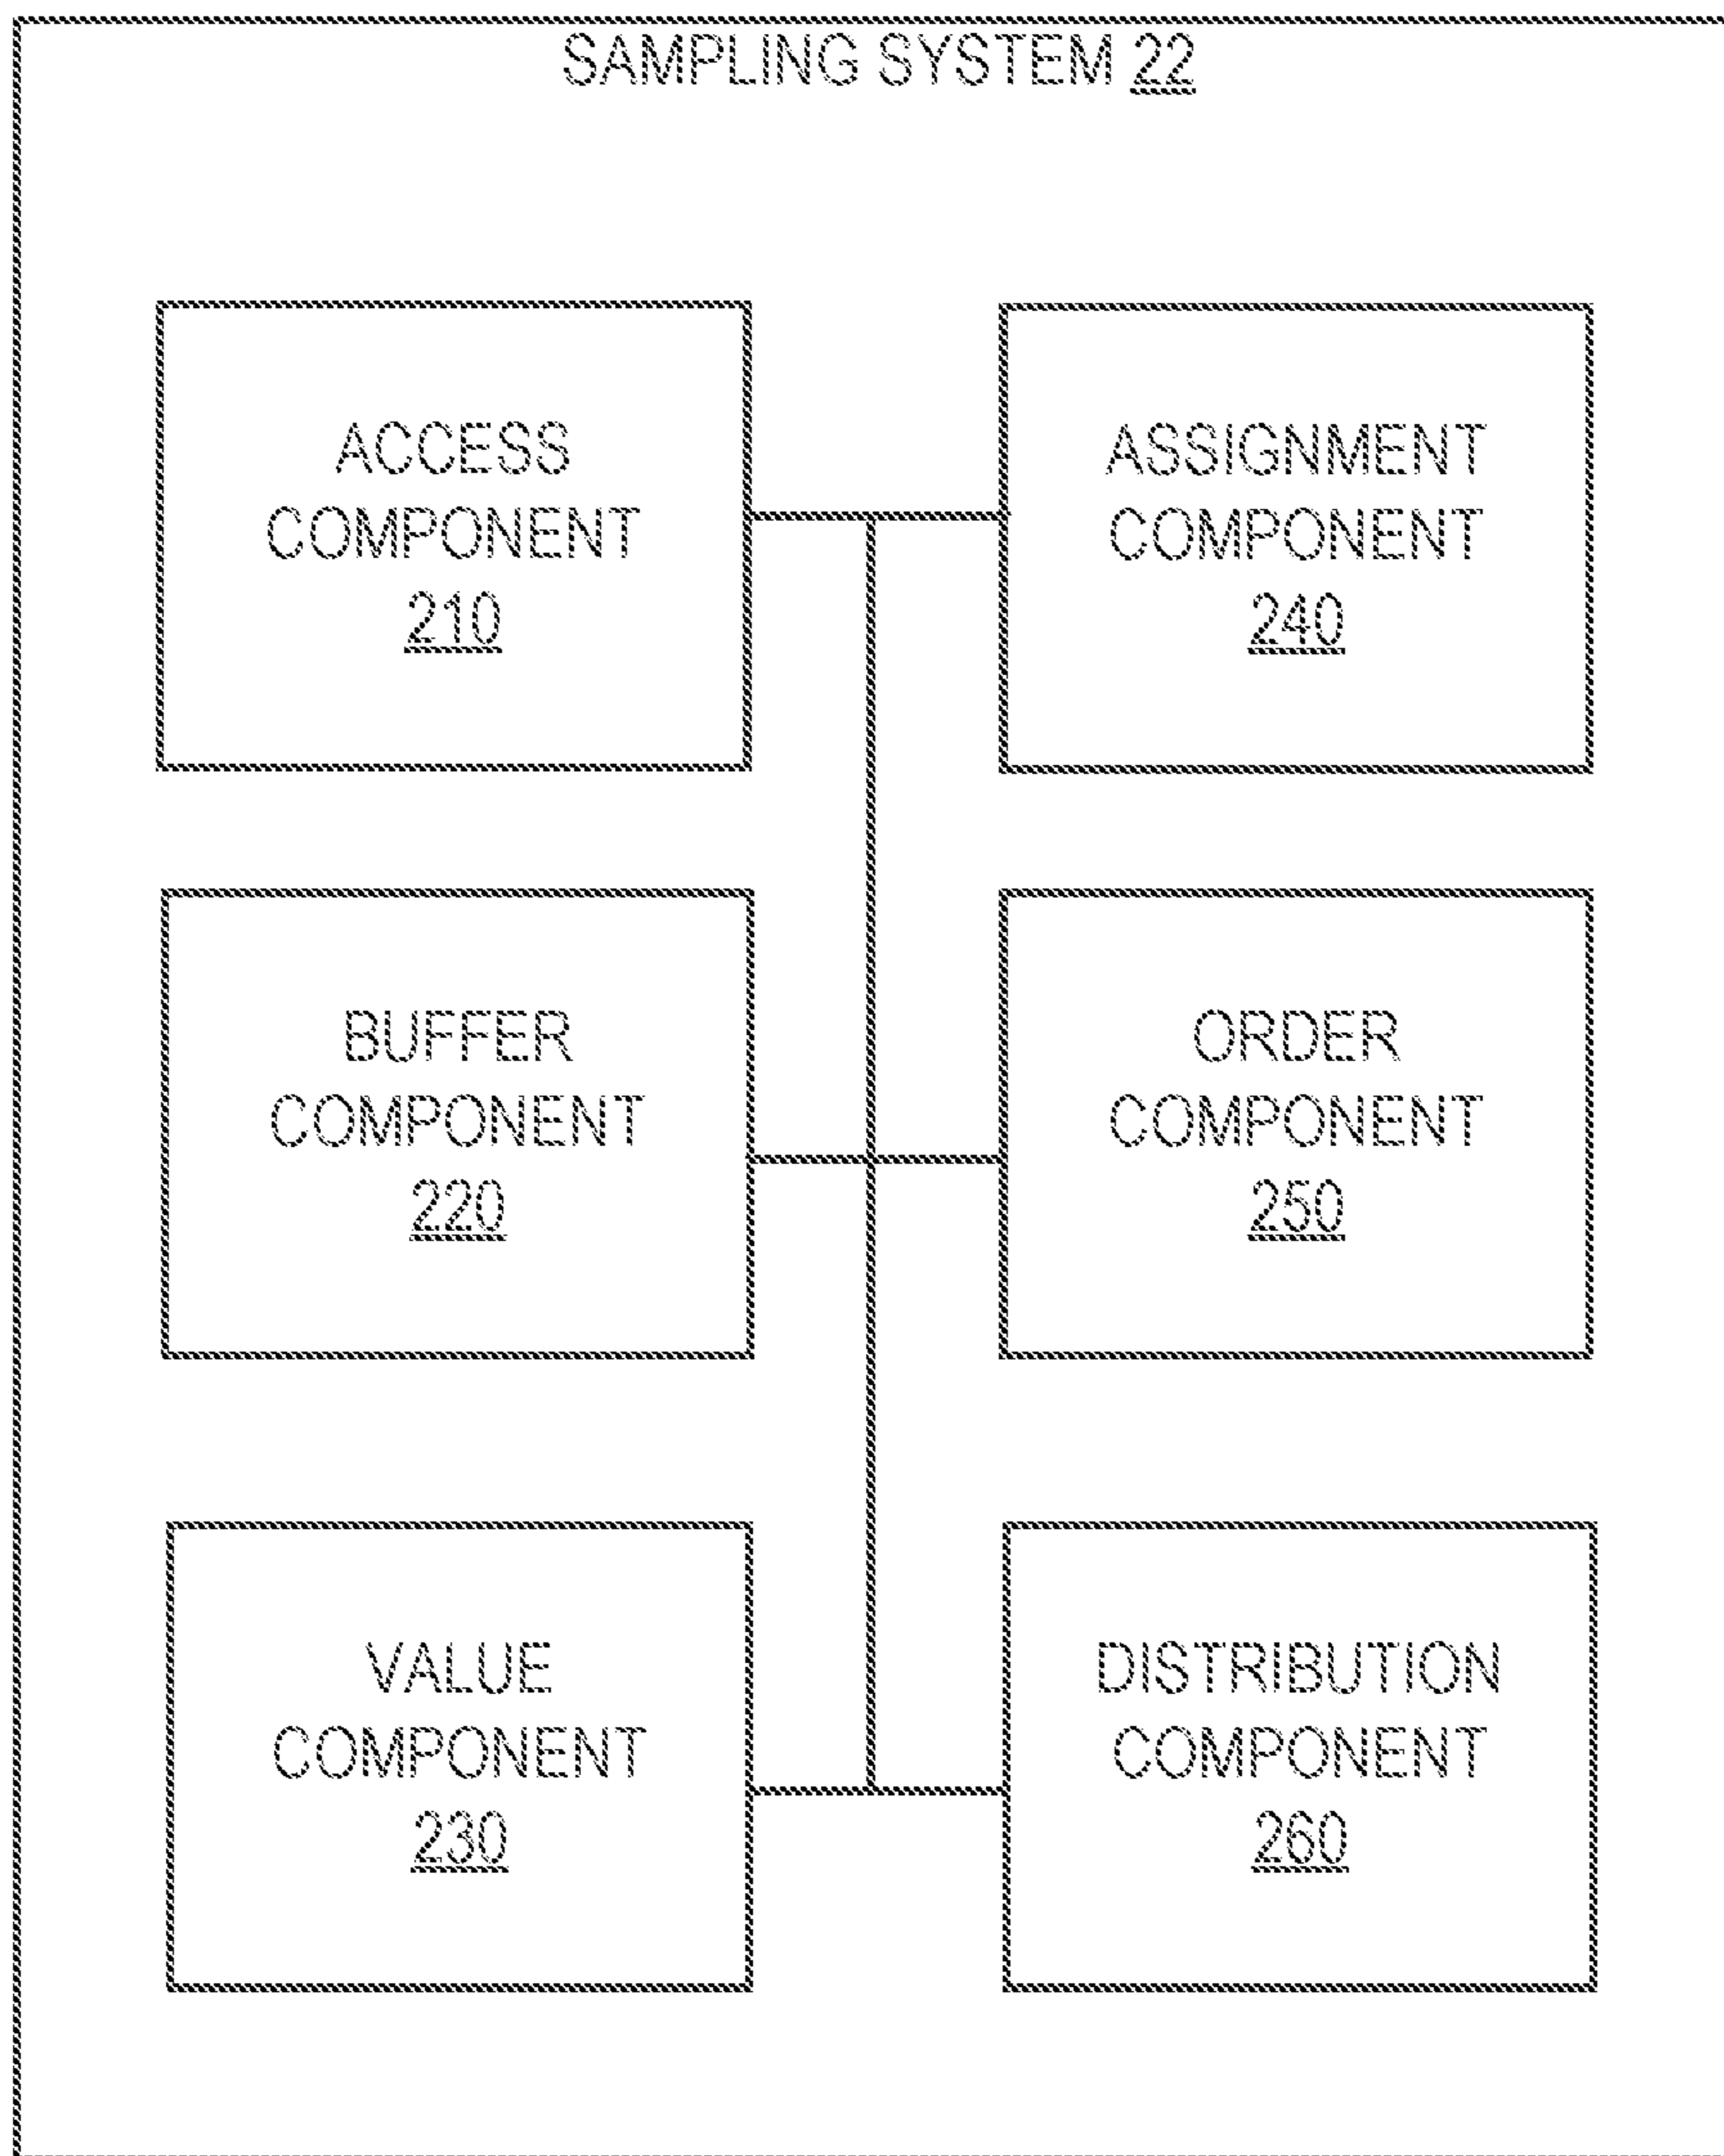 SAMPLING SYSTEM 22
ACCESS
COMPONENT
210
ASSIGNMENT
COMPONENT
240
BUFFER
COMPONENT
220
ORDER
COMPONENT
250
VALUE
COMPONENT
230
DISTRIBUTION
COMPONENT
260